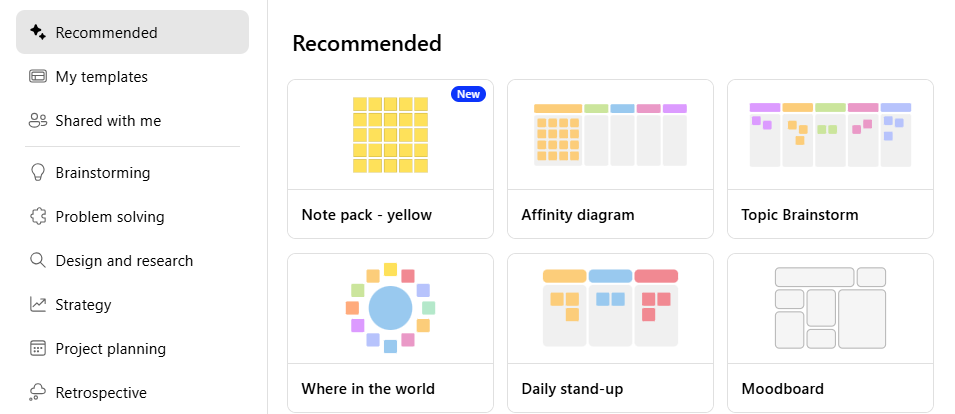 Recommended
My templates
Shared with me
Brainstorming
Problem solving
Design and research
Strategy
Project planning
Retrospective
Recommended
New
Note pack - yellow
Affinity diagram
Topic Brainstorm
Where in the world
Daily stand-up
Moodboard